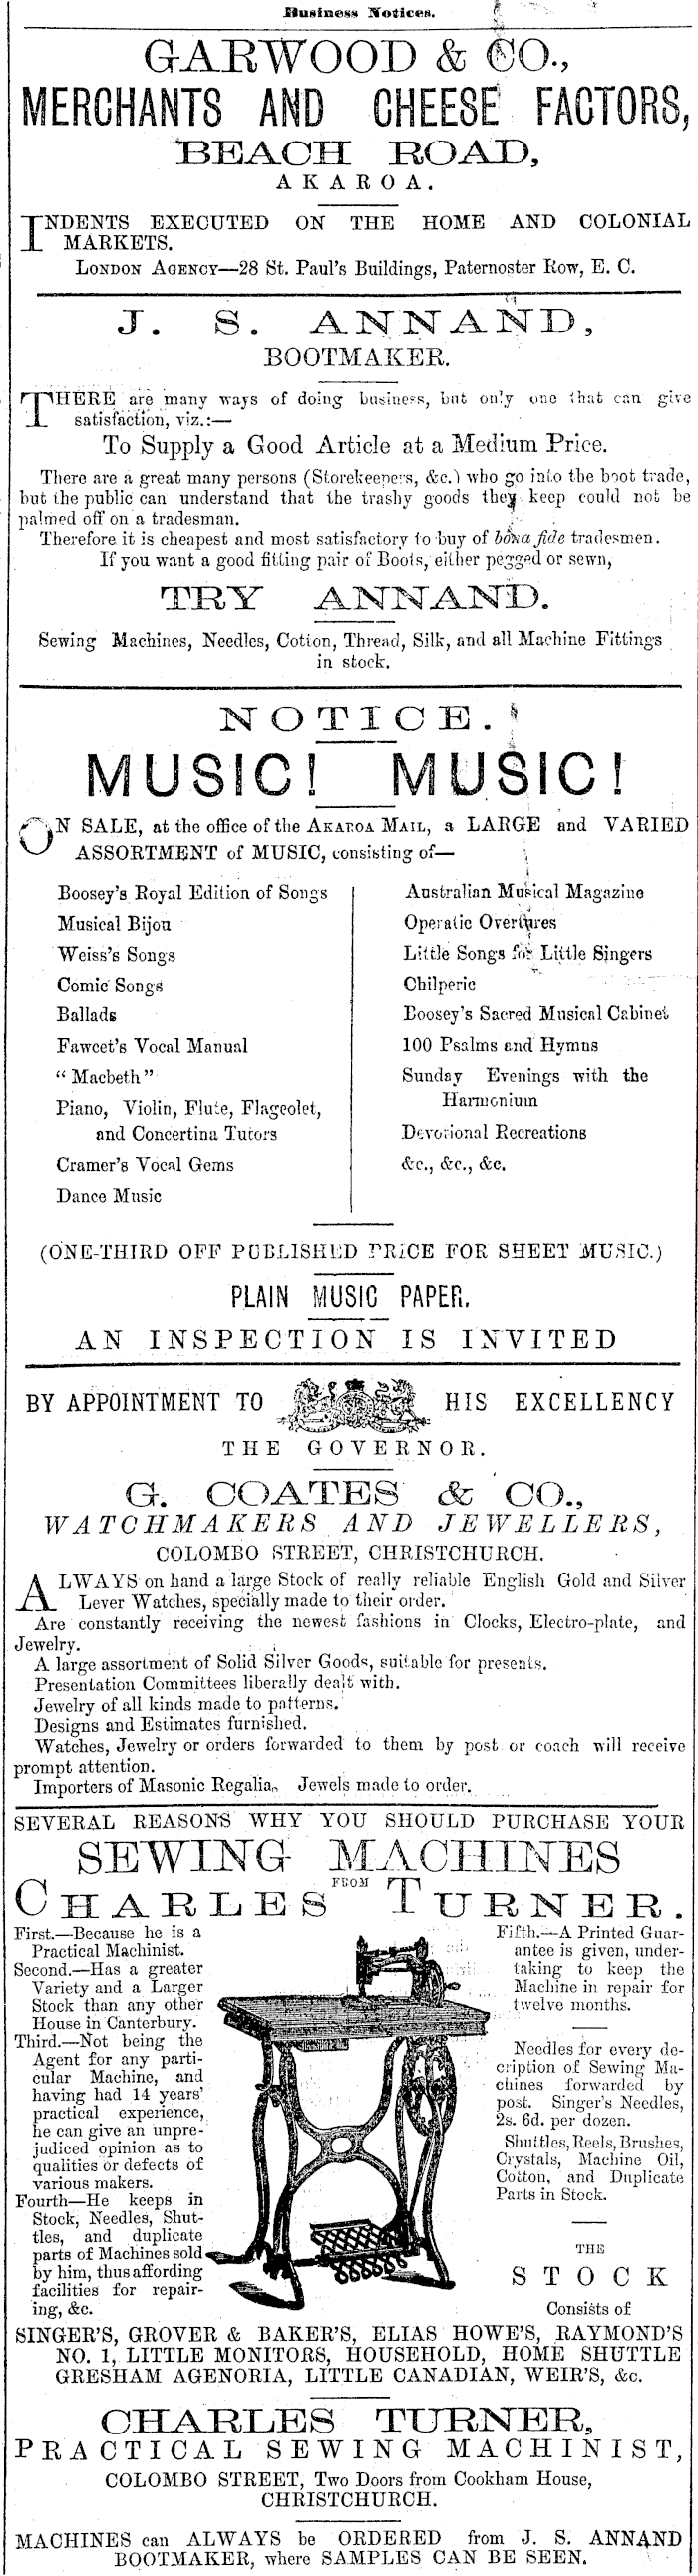 Business Notices.
GARWOOD & CO.,
MERCHANTS AND CHEESE FACTORS,
BEACH ROAD,
AKAROA.
INDENTS EXECUTED ON THE HOME AND COLONIAL
MARKETS.
LONDON AGENCY—28 St. Paul's Buildings, Paternoster Row, E. C.
J. S. ANNAND,
BOOTMAKER.
THERE are many ways of doing business, but only one that can give
satisfaction, viz.:—
To Supply a Good Article at a Medium Price.
There are a great many persons (Storekeepers, &c.) who go into the boot trade,
but the public can understand that the trashy goods they keep could not be
palmed off on a tradesman.
Therefore it is cheapest and most satisfactory to buy of bona fide tradesmen.
If you want a good fitting pair of Boots, either pegged or sewn,
TRY ANNAND.
Sewing Machines, Needles, Cotton, Thread, Silk, and all Machine Fittings
in stock.
NOTICE.
MUSIC! MUSIC!
ON SALE, at the office of the AKAROA MAIL, a LARGE and VARIED
ASSORTMENT of MUSIC, consisting of—
Boosey's Royal Edition of Songs
Musical Bijou
Weiss's Songs
Comic Songs
Ballads
Fawcet's Vocal Manual
"Macbeth"
Piano, Violin, Flute, Flageolet,
and Concertina Tutors
Cramer's Vocal Gems
Dance Music
Australian Musical Magazine
Operatic Overtures
Little Songs for Little Singers
Chilperic
Boosey's Sacred Musical Cabinet
100 Psalms and Hymns
Sunday Evenings with the
Harmonium
Devotional Recreations
&c., &c., &c.
(ONE-THIRD OFF PUBLISHED PRICE FOR SHEET MUSIC.)
PLAIN MUSIC PAPER.
AN INSPECTION IS INVITED
BY APPOINTMENT TO HIS EXCELLENCY
THE GOVERNOR.
G. COATES & CO.,
WATCHMAKERS AND JEWELLERS,
COLOMBO STREET, CHRISTCHURCH.
ALWAYS on hand a large Stock of really reliable English Gold and Silver
Lever Watches, specially made to their order.
Are constantly receiving the newest fashions in Clocks, Electro-plate, and
Jewelry.
A large assortment of Solid Silver Goods, suitable for presents.
Presentation Committees liberally dealt with.
Jewelry of all kinds made to patterns.
Designs and Estimates furnished.
Watches, Jewelry or orders forwarded to them by post or coach will receive
prompt attention.
Importers of Masonic Regalia. Jewels made to order.
SEVERAL REASONS WHY YOU SHOULD PURCHASE YOUR
SEWING MACHINES
FROM
CHARLES TURNER.
First.—Because he is a
Practical Machinist.
Second.—Has a greater
Variety and a Larger
Stock than any other
House in Canterbury.
Third.—Not being the
Agent for any parti-
cular Machine, and
having had 14 years'
practical experience,
he can give an unpre-
judiced opinion as to
qualities or defects of
various makers.
Fourth—He keeps in
Stock, Needles, Shut-
tles, and duplicate
parts of Machines sold
by him, thus affording
facilities for repair-
ing, &c.
Fifth.—A Printed Guar-
antee is given, under-
taking to keep the
Machine in repair for
twelve months.
Needles for every de-
cription of Sewing Ma-
chines forwarded by
post. Singer's Needles,
2s. 6d. per dozen.
Shuttles, Reels, Brushes,
Crystals, Machine Oil,
Cotton, and Duplicate
Parts in Stock.
THE
STOCK
Consists of
SINGER'S, GROVER & BAKER'S, ELIAS HOWE'S, RAYMOND'S
NO. 1, LITTLE MONITORS, HOUSEHOLD, HOME SHUTTLE
GRESHAM AGENORIA, LITTLE CANADIAN, WEIR'S, &c.
CHARLES TURNER,
PRACTICAL SEWING MACHINIST,
COLOMBO STREET, Two Doors from Cookham House,
CHRISTCHURCH.
MACHINES can ALWAYS be ORDERED from J. S. ANNAND
BOOTMAKER, where SAMPLES CAN BE SEEN.